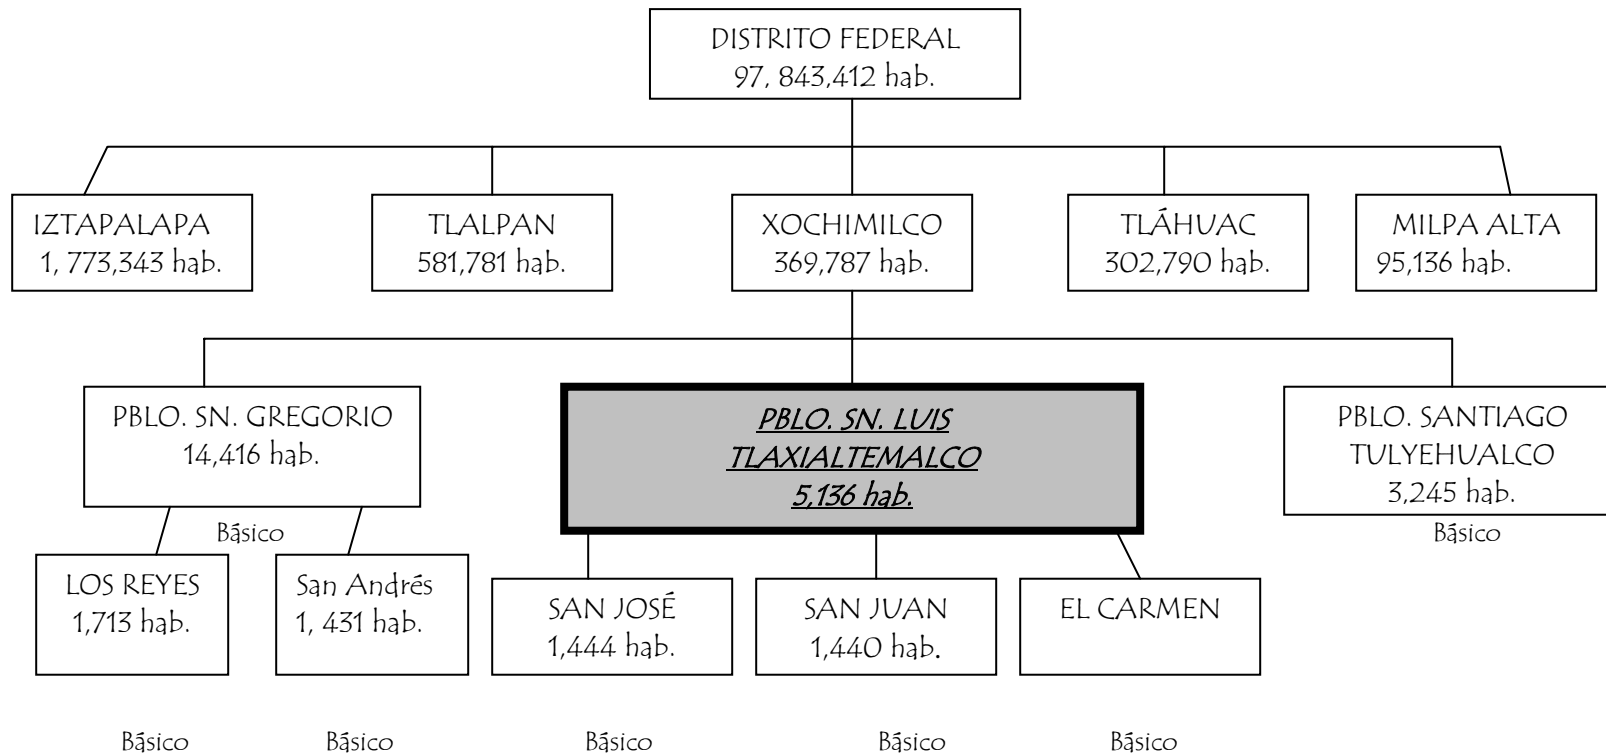 DISTRITO FEDERAL
97, 843,412 hab.
IZTAPALAPA
1, 773,343 hab.
TLALPAN
581,781 hab.
XOCHIMILCO
369,787 hab.
TLÁHUAC
302,790 hab.
MILPA ALTA
95,136 hab.
PBLO. SN. GREGORIO
14,416 hab.
PBLO. SN. LUIS
TLAXIALTEMALCO
5,136 hab.
PBLO. SANTIAGO
TULYEHUALCO
3,245 hab.
Básico
Básico
LOS REYES
1,713 hab.
San Andrés
1, 431 hab.
SAN JOSÉ
1,444 hab.
SAN JUAN
1,440 hab.
EL CARMEN
Básico
Básico
Básico
Básico
Básico